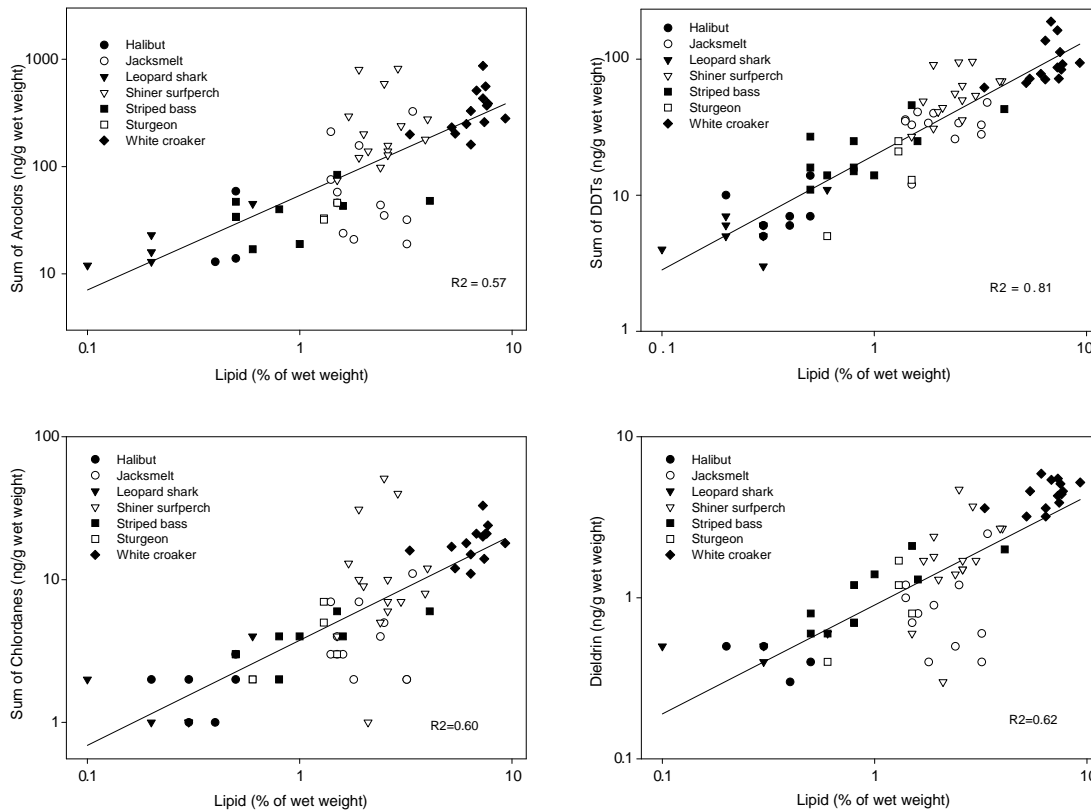 1000
100
10
Sum of Aroclors (ng/g wet weight)
Halibut
Jacksmelt
Leopard shark
Shiner surfperch
Striped bass
Sturgeon
White croaker
R2 = 0.57
0.1 1 10
Lipid (% of wet weight)
100
10
1
Sum of DDTs (ng/g wet weight)
Halibut
Jacksmelt
Leopard shark
Shiner surfperch
Striped bass
Sturgeon
White croaker
R2 = 0.81
0.1 1 10
Lipid (% of wet weight)
100
10
1
Sum of Chlordanes (ng/g wet weight)
Halibut
Jacksmelt
Leopard shark
Shiner surfperch
Striped bass
Sturgeon
White croaker
R2=0.60
0.1 1 10
Lipid (% of wet weight)
10
1
0.1
Dieldrin (ng/g wet weight)
Halibut
Jacksmelt
Leopard shark
Shiner surfperch
Striped bass
Sturgeon
White croaker
R2=0.62
0.1 1 10
Lipid (% of wet weight)